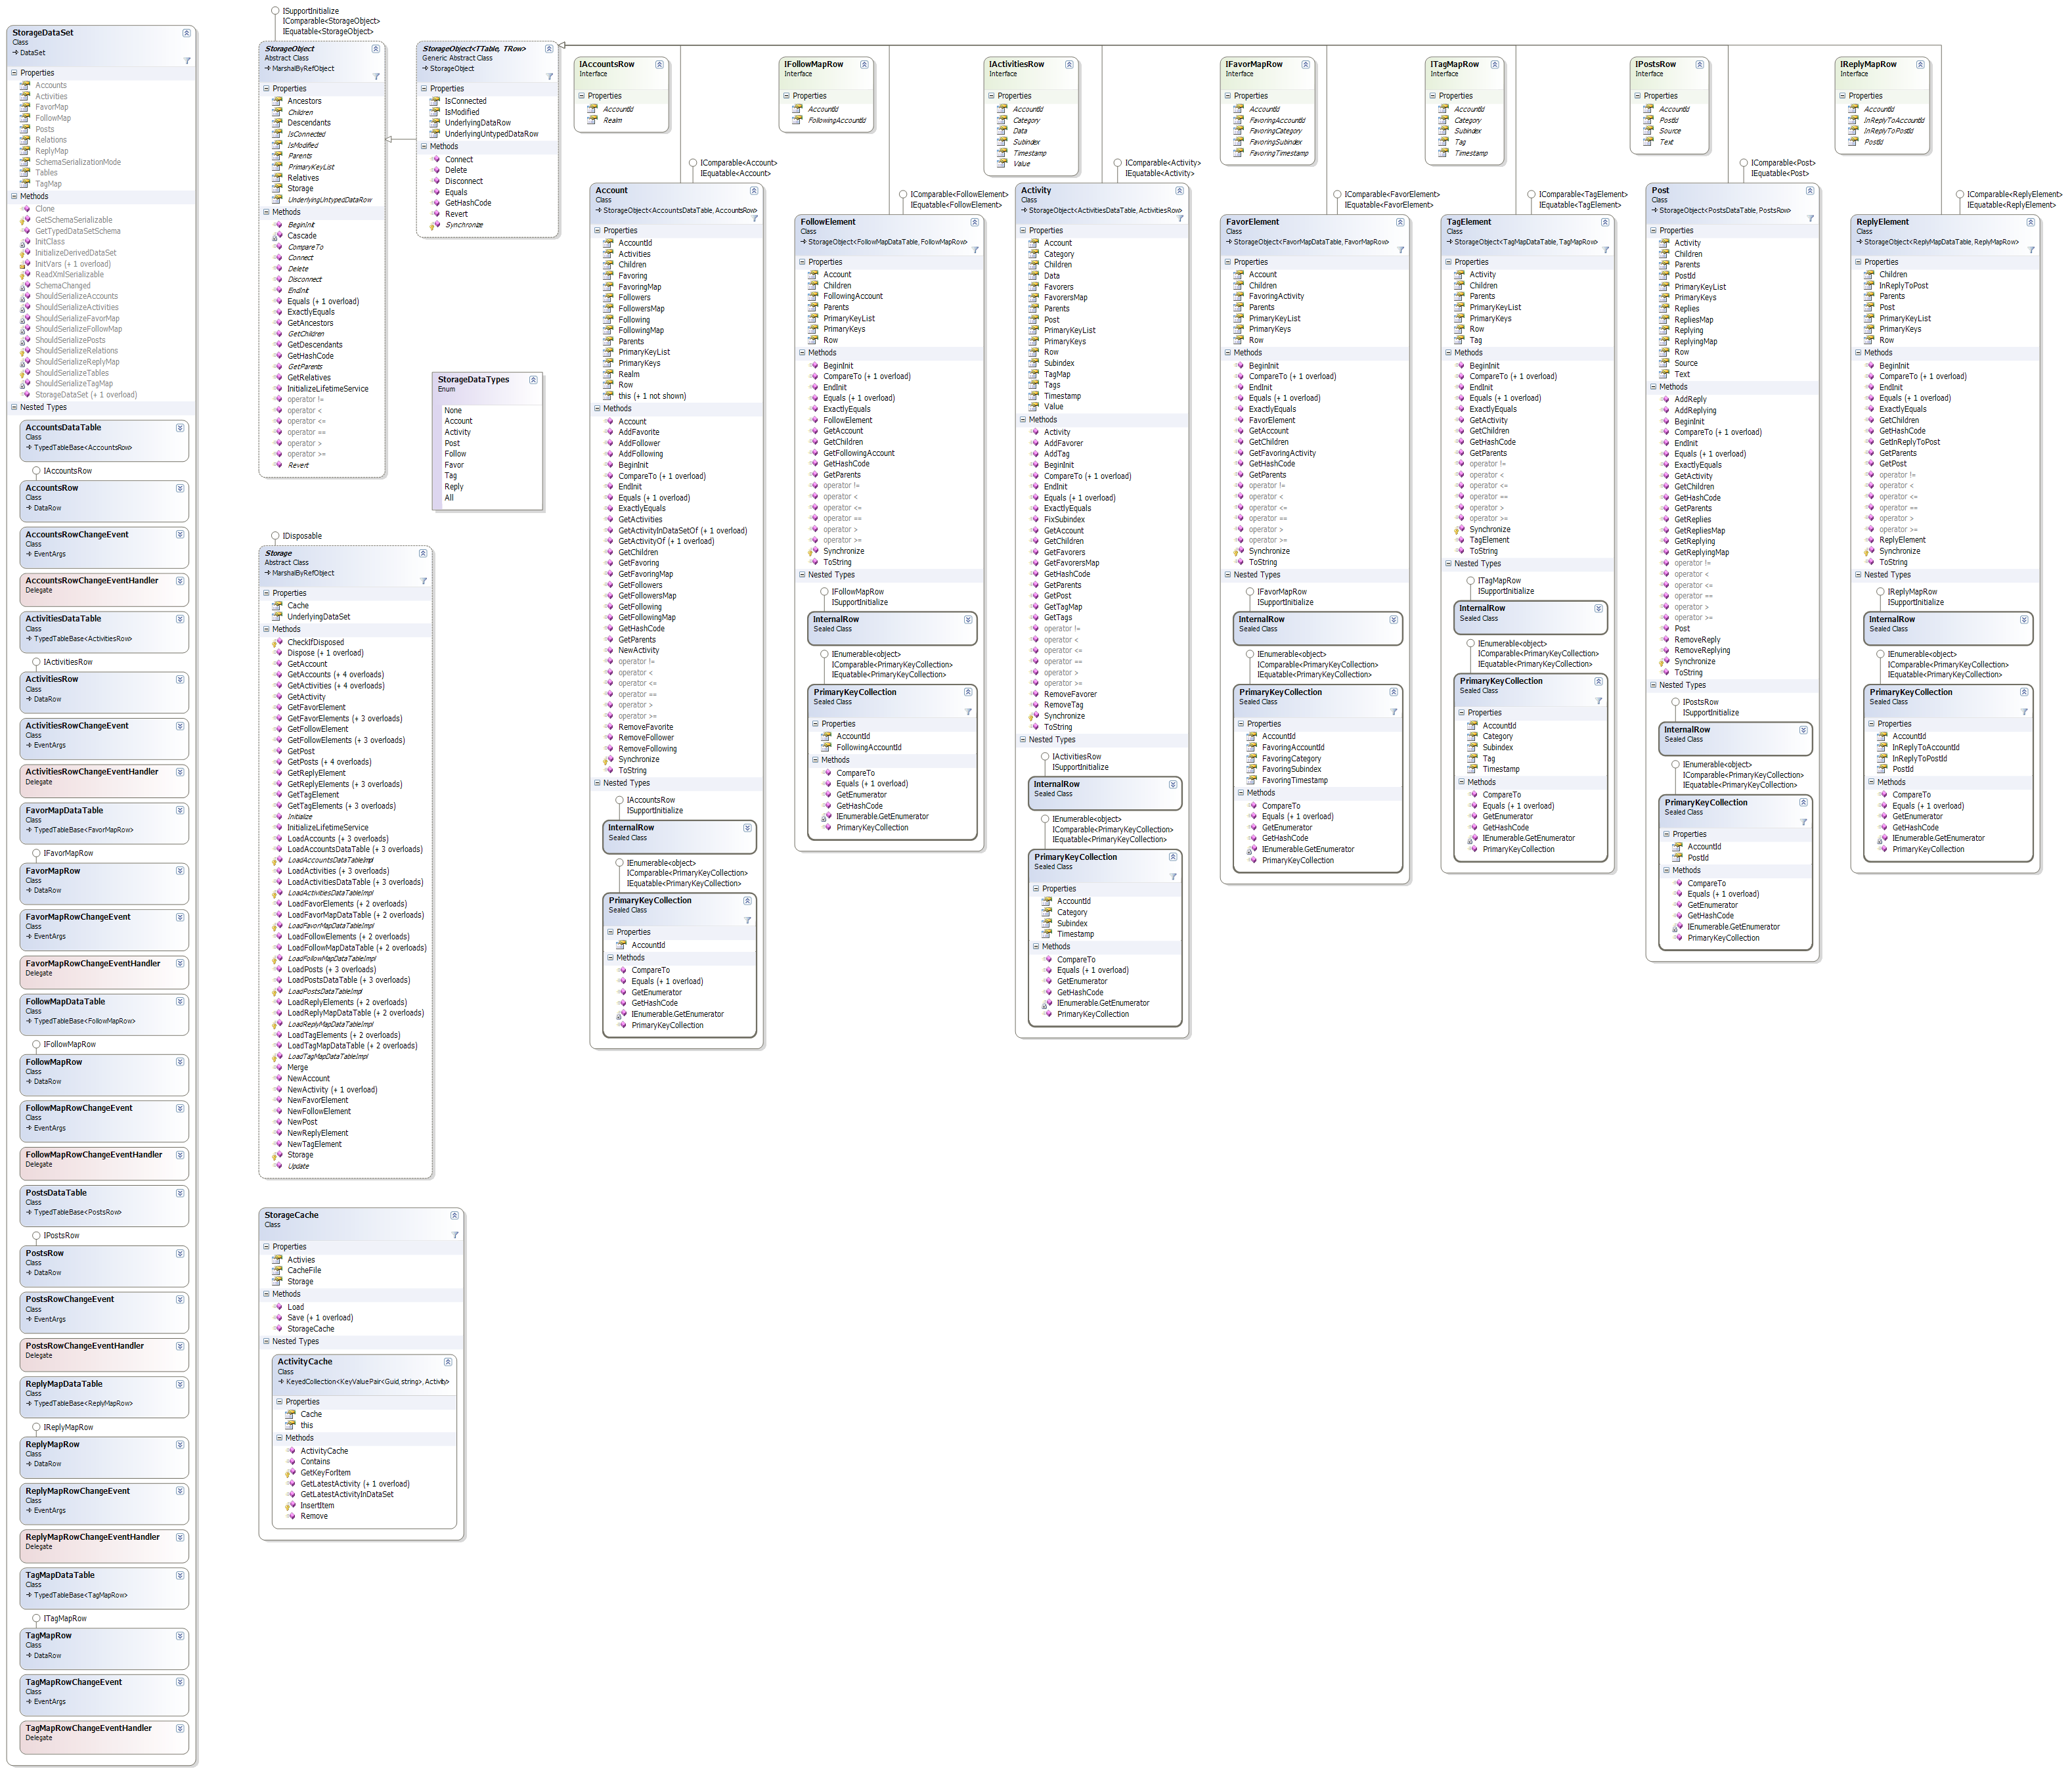 StorageDataSet
Class
DataSet
Properties
Accounts
Activities
FavorMap
FollowMap
Posts
Relations
ReplyMap
SchemaSerializationMode
Tables
TagMap
Methods
Clone
GetSchemaSerializable
GetTypedDataSetSchema
InitClass
InitializeDerivedDataSet
InitVars (+ 1 overload)
ReadXmlSerializable
SchemaChanged
ShouldSerializeAccounts
ShouldSerializeActivities
ShouldSerializeFavorMap
ShouldSerializeFollowMap
ShouldSerializePosts
ShouldSerializeRelations
ShouldSerializeReplyMap
ShouldSerializeTables
ShouldSerializeTagMap
StorageDataSet (+ 1 overload)
Nested Types
AccountsDataTable
Class
TypedTableBase<AccountsRow>
IAccountsRow
AccountsRow
Class
DataRow
AccountsRowChangeEvent
Class
EventArgs
AccountsRowChangeEventHandler
Delegate
ActivitiesDataTable
Class
TypedTableBase<ActivitiesRow>
IActivitiesRow
ActivitiesRow
Class
DataRow
ActivitiesRowChangeEvent
Class
EventArgs
ActivitiesRowChangeEventHandler
Delegate
FavorMapDataTable
Class
TypedTableBase<FavorMapRow>
IFavorMapRow
FavorMapRow
Class
DataRow
FavorMapRowChangeEvent
Class
EventArgs
FavorMapRowChangeEventHandler
Delegate
FollowMapDataTable
Class
TypedTableBase<FollowMapRow>
IFollowMapRow
FollowMapRow
Class
DataRow
FollowMapRowChangeEvent
Class
EventArgs
FollowMapRowChangeEventHandler
Delegate
PostsDataTable
Class
TypedTableBase<PostsRow>
IPostsRow
PostsRow
Class
DataRow
PostsRowChangeEvent
Class
EventArgs
PostsRowChangeEventHandler
Delegate
ReplyMapDataTable
Class
TypedTableBase<ReplyMapRow>
IReplyMapRow
ReplyMapRow
Class
DataRow
ReplyMapRowChangeEvent
Class
EventArgs
ReplyMapRowChangeEventHandler
Delegate
TagMapDataTable
Class
TypedTableBase<TagMapRow>
ITagMapRow
TagMapRow
Class
DataRow
TagMapRowChangeEvent
Class
EventArgs
TagMapRowChangeEventHandler
Delegate
ISupportInitialize
IComparable<StorageObject>
IEquatable<StorageObject>
StorageObject
Abstract Class
MarshalByRefObject
Properties
Ancestors
Children
Descendants
IsConnected
IsModified
Parents
PrimaryKeyList
Relatives
Storage
UnderlyingUntypedDataRow
Methods
BeginInit
Cascade
CompareTo
Connect
Delete
Disconnect
EndInit
Equals (+ 1 overload)
ExactlyEquals
GetAncestors
GetChildren
GetDescendants
GetHashCode
GetParents
GetRelatives
InitializeLifetimeService
operator !=
operator <
operator <=
operator ==
operator >
operator >=
Revert
StorageObject<TTable, TRow>
Generic Abstract Class
StorageObject
Properties
IsConnected
IsModified
UnderlyingDataRow
UnderlyingUntypedDataRow
Methods
Connect
Delete
Disconnect
Equals
GetHashCode
Revert
Synchronize
StorageDataTypes
Enum
None
Account
Activity
Post
Follow
Favor
Tag
Reply
All
IDisposable
Storage
Abstract Class
MarshalByRefObject
Properties
Cache
UnderlyingDataSet
Methods
CheckIfDisposed
Dispose (+ 1 overload)
GetAccount
GetAccounts (+ 4 overloads)
GetActivities (+ 4 overloads)
GetActivity
GetFavorElement
GetFavorElements (+ 3 overloads)
GetFollowElement
GetFollowElements (+ 3 overloads)
GetPost
GetPosts (+ 4 overloads)
GetReplyElement
GetReplyElements (+ 3 overloads)
GetTagElement
GetTagElements (+ 3 overloads)
Initialize
InitializeLifetimeService
LoadAccounts (+ 3 overloads)
LoadAccountsDataTable (+ 3 overloads)
LoadAccountsDataTableImpl
LoadActivities (+ 3 overloads)
LoadActivitiesDataTable (+ 3 overloads)
LoadActivitiesDataTableImpl
LoadFavorElements (+ 2 overloads)
LoadFavorMapDataTable (+ 2 overloads)
LoadFavorMapDataTableImpl
LoadFollowElements (+ 2 overloads)
LoadFollowMapDataTable (+ 2 overloads)
LoadFollowMapDataTableImpl
LoadPosts (+ 3 overloads)
LoadPostsDataTable (+ 3 overloads)
LoadPostsDataTableImpl
LoadReplyElements (+ 2 overloads)
LoadReplyMapDataTable (+ 2 overloads)
LoadReplyMapDataTableImpl
LoadTagElements (+ 2 overloads)
LoadTagMapDataTable (+ 2 overloads)
LoadTagMapDataTableImpl
Merge
NewAccount
NewActivity (+ 1 overload)
NewFavorElement
NewFollowElement
NewPost
NewReplyElement
NewTagElement
Storage
Update
StorageCache
Class
Properties
Activies
CacheFile
Storage
Methods
Load
Save (+ 1 overload)
StorageCache
Nested Types
ActivityCache
Class
KeyedCollection<KeyValuePair<Guid, string>, Activity>
Properties
Cache
this
Methods
ActivityCache
Contains
GetKeyForItem
GetLatestActivity (+ 1 overload)
GetLatestActivityInDataSet
InsertItem
Remove
IAccountsRow
Interface
Properties
AccountId
Realm
IComparable<Account>
IEquatable<Account>
Account
Class
StorageObject<AccountsDataTable, AccountsRow>
Properties
AccountId
Activities
Children
Favoring
FavoringMap
Followers
FollowersMap
Following
FollowingMap
Parents
PrimaryKeyList
PrimaryKeys
Realm
Row
this (+ 1 not shown)
Methods
Account
AddFavorite
AddFollower
AddFollowing
BeginInit
CompareTo (+ 1 overload)
EndInit
Equals (+ 1 overload)
ExactlyEquals
GetActivities
GetActivityInDataSetOf (+ 1 overload)
GetActivityOf (+ 1 overload)
GetChildren
GetFavoring
GetFavoringMap
GetFollowers
GetFollowersMap
GetFollowing
GetFollowingMap
GetHashCode
GetParents
NewActivity
operator !=
operator <
operator <=
operator ==
operator >
operator >=
RemoveFavorite
RemoveFollower
RemoveFollowing
Synchronize
ToString
Nested Types
IAccountsRow
ISupportInitialize
InternalRow
Sealed Class
IEnumerable<object>
IComparable<PrimaryKeyCollection>
IEquatable<PrimaryKeyCollection>
PrimaryKeyCollection
Sealed Class
Properties
AccountId
Methods
CompareTo
Equals (+ 1 overload)
GetEnumerator
GetHashCode
IEnumerable.GetEnumerator
PrimaryKeyCollection
IFollowMapRow
Interface
Properties
AccountId
FollowingAccountId
IComparable<FollowElement>
IEquatable<FollowElement>
FollowElement
Class
StorageObject<FollowMapDataTable, FollowMapRow>
Properties
Account
Children
FollowingAccount
Parents
PrimaryKeyList
PrimaryKeys
Row
Methods
BeginInit
CompareTo (+ 1 overload)
EndInit
Equals (+ 1 overload)
ExactlyEquals
FollowElement
GetAccount
GetChildren
GetFollowingAccount
GetHashCode
GetParents
operator !=
operator <
operator <=
operator ==
operator >
operator >=
Synchronize
ToString
Nested Types
IFollowMapRow
ISupportInitialize
InternalRow
Sealed Class
IEnumerable<object>
IComparable<PrimaryKeyCollection>
IEquatable<PrimaryKeyCollection>
PrimaryKeyCollection
Sealed Class
Properties
AccountId
FollowingAccountId
Methods
CompareTo
Equals (+ 1 overload)
GetEnumerator
GetHashCode
IEnumerable.GetEnumerator
PrimaryKeyCollection
IActivitiesRow
Interface
Properties
AccountId
Category
Data
Subindex
Timestamp
Value
IComparable<Activity>
IEquatable<Activity>
Activity
Class
StorageObject<ActivitiesDataTable, ActivitiesRow>
Properties
Account
Category
Children
Data
Favorers
FavorersMap
Parents
Post
PrimaryKeyList
PrimaryKeys
Row
Subindex
TagMap
Tags
Timestamp
Value
Methods
Activity
AddFavorer
AddTag
BeginInit
CompareTo (+ 1 overload)
EndInit
Equals (+ 1 overload)
ExactlyEquals
FixSubindex
GetAccount
GetChildren
GetFavorers
GetFavorersMap
GetHashCode
GetParents
GetPost
GetTagMap
GetTags
operator !=
operator <
operator <=
operator ==
operator >
operator >=
RemoveFavorer
RemoveTag
Synchronize
ToString
Nested Types
IActivitiesRow
ISupportInitialize
InternalRow
Sealed Class
IEnumerable<object>
IComparable<PrimaryKeyCollection>
IEquatable<PrimaryKeyCollection>
PrimaryKeyCollection
Sealed Class
Properties
AccountId
Category
Subindex
Timestamp
Methods
CompareTo
Equals (+ 1 overload)
GetEnumerator
GetHashCode
IEnumerable.GetEnumerator
PrimaryKeyCollection
IFavorMapRow
Interface
Properties
AccountId
FavoringAccountId
FavoringCategory
FavoringSubindex
FavoringTimestamp
IComparable<FavorElement>
IEquatable<FavorElement>
FavorElement
Class
StorageObject<FavorMapDataTable, FavorMapRow>
Properties
Account
Children
FavoringActivity
Parents
PrimaryKeyList
PrimaryKeys
Row
Methods
BeginInit
CompareTo (+ 1 overload)
EndInit
Equals (+ 1 overload)
ExactlyEquals
FavorElement
GetAccount
GetChildren
GetFavoringActivity
GetHashCode
GetParents
operator !=
operator <
operator <=
operator ==
operator >
operator >=
Synchronize
ToString
Nested Types
IFavorMapRow
ISupportInitialize
InternalRow
Sealed Class
IEnumerable<object>
IComparable<PrimaryKeyCollection>
IEquatable<PrimaryKeyCollection>
PrimaryKeyCollection
Sealed Class
Properties
AccountId
FavoringAccountId
FavoringCategory
FavoringSubindex
FavoringTimestamp
Methods
CompareTo
Equals (+ 1 overload)
GetEnumerator
GetHashCode
IEnumerable.GetEnumerator
PrimaryKeyCollection
ITagMapRow
Interface
Properties
AccountId
Category
Subindex
Tag
Timestamp
IComparable<TagElement>
IEquatable<TagElement>
TagElement
Class
StorageObject<TagMapDataTable, TagMapRow>
Properties
Activity
Children
Parents
PrimaryKeyList
PrimaryKeys
Row
Tag
Methods
BeginInit
CompareTo (+ 1 overload)
EndInit
Equals (+ 1 overload)
ExactlyEquals
GetActivity
GetChildren
GetHashCode
GetParents
operator !=
operator <
operator <=
operator ==
operator >
operator >=
Synchronize
TagElement
ToString
Nested Types
ITagMapRow
ISupportInitialize
InternalRow
Sealed Class
IEnumerable<object>
IComparable<PrimaryKeyCollection>
IEquatable<PrimaryKeyCollection>
PrimaryKeyCollection
Sealed Class
Properties
AccountId
Category
Subindex
Tag
Timestamp
Methods
CompareTo
Equals (+ 1 overload)
GetEnumerator
GetHashCode
IEnumerable.GetEnumerator
PrimaryKeyCollection
IPostsRow
Interface
Properties
AccountId
PostId
Source
Text
IComparable<Post>
IEquatable<Post>
Post
Class
StorageObject<PostsDataTable, PostsRow>
Properties
Activity
Children
Parents
PostId
PrimaryKeyList
PrimaryKeys
Replies
RepliesMap
Replying
ReplyingMap
Row
Source
Text
Methods
AddReply
AddReplying
BeginInit
CompareTo (+ 1 overload)
EndInit
Equals (+ 1 overload)
ExactlyEquals
GetActivity
GetChildren
GetHashCode
GetParents
GetReplies
GetRepliesMap
GetReplying
GetReplyingMap
operator !=
operator <
operator <=
operator ==
operator >
operator >=
Post
RemoveReply
RemoveReplying
Synchronize
ToString
Nested Types
IPostsRow
ISupportInitialize
InternalRow
Sealed Class
IEnumerable<object>
IComparable<PrimaryKeyCollection>
IEquatable<PrimaryKeyCollection>
PrimaryKeyCollection
Sealed Class
Properties
AccountId
PostId
Methods
CompareTo
Equals (+ 1 overload)
GetEnumerator
GetHashCode
IEnumerable.GetEnumerator
PrimaryKeyCollection
IReplyMapRow
Interface
Properties
AccountId
InReplyToAccountId
InReplyToPostId
PostId
IComparable<ReplyElement>
IEquatable<ReplyElement>
ReplyElement
Class
StorageObject<ReplyMapDataTable, ReplyMapRow>
Properties
Children
InReplyToPost
Parents
Post
PrimaryKeyList
PrimaryKeys
Row
Methods
BeginInit
CompareTo (+ 1 overload)
EndInit
Equals (+ 1 overload)
ExactlyEquals
GetChildren
GetHashCode
GetInReplyToPost
GetParents
GetPost
operator !=
operator <
operator <=
operator ==
operator >
operator >=
ReplyElement
Synchronize
ToString
Nested Types
IReplyMapRow
ISupportInitialize
InternalRow
Sealed Class
IEnumerable<object>
IComparable<PrimaryKeyCollection>
IEquatable<PrimaryKeyCollection>
PrimaryKeyCollection
Sealed Class
Properties
AccountId
InReplyToAccountId
InReplyToPostId
PostId
Methods
CompareTo
Equals (+ 1 overload)
GetEnumerator
GetHashCode
IEnumerable.GetEnumerator
PrimaryKeyCollection